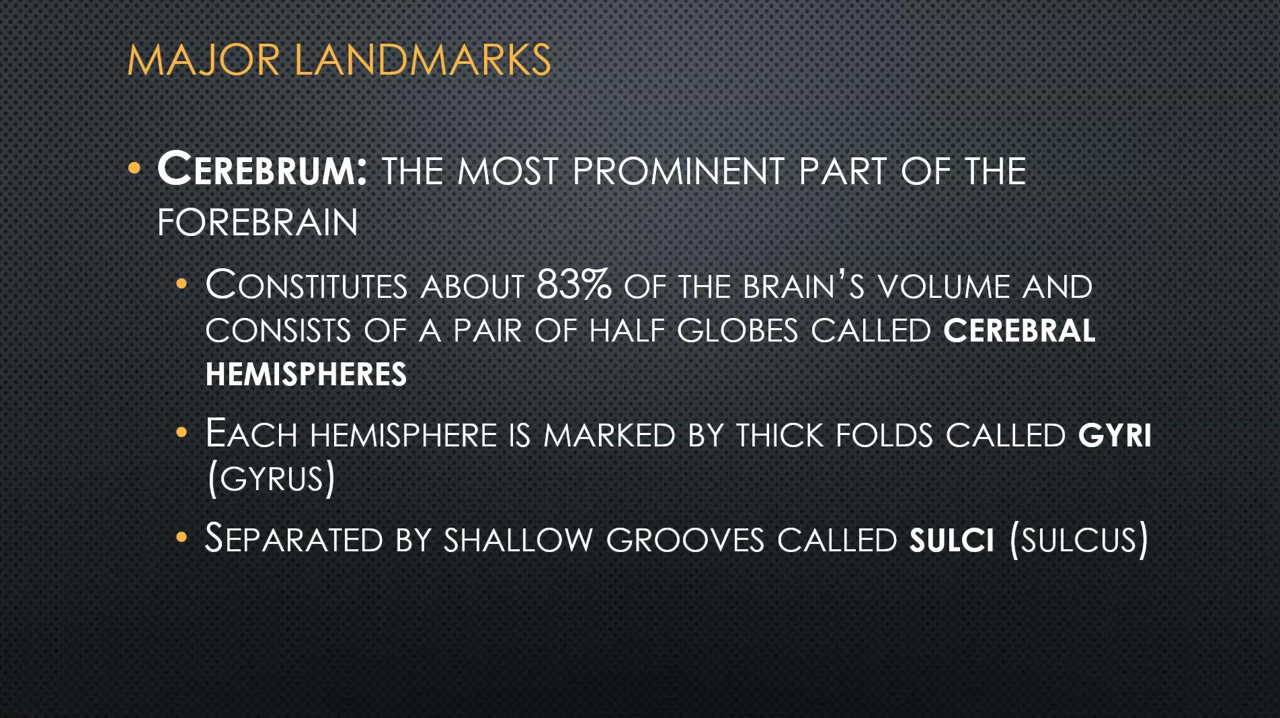 MAJOR LANDMARKS
• CEREBRUM: THE MOST PROMINENT PART OF THE
FOREBRAIN
• CONSTITUTES ABOUT 83% OF THE BRAIN’S VOLUME AND
CONSISTS OF A PAIR OF HALF GLOBES CALLED CEREBRAL
HEMISPHERES
• EACH HEMISPHERE IS MARKED BY THICK FOLDS CALLED GYRI
(GYRUS)
• SEPARATED BY SHALLOW GROOVES CALLED SULCI (SULCUS)